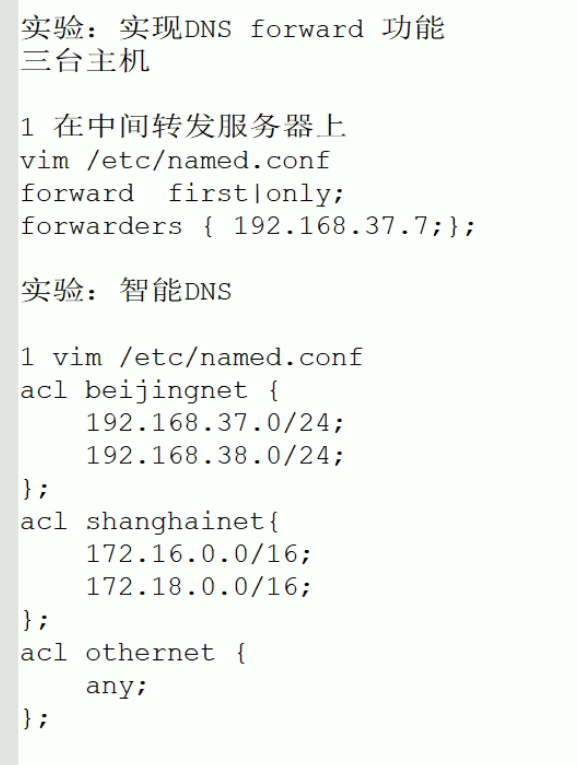 实验：实现DNS forward 功能
三台主机
1 在中间转发服务器上
vim /etc/named.conf
forward  first|only;
forwarders { 192.168.37.7;};
实验：智能DNS
1 vim /etc/named.conf
acl beijingnet {
    192.168.37.0/24;
    192.168.38.0/24;
};
acl shanghainet{
    172.16.0.0/16;
    172.18.0.0/16;
};
acl othernet {
    any;
};